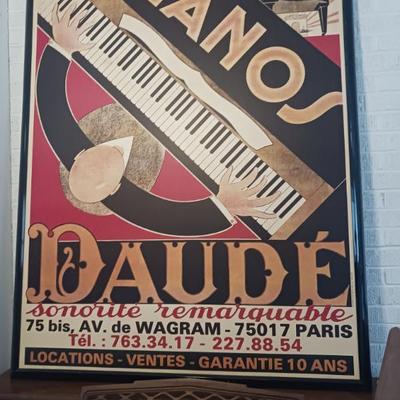 IANOS
DAUDÉ
sonorité remarquable
75 bis, AV. de WAGRAM - 75017 PARIS
Tél. : 763.34.17 - 227.88.54
LOCATIONS - VENTES - GARANTIE 10 ANS